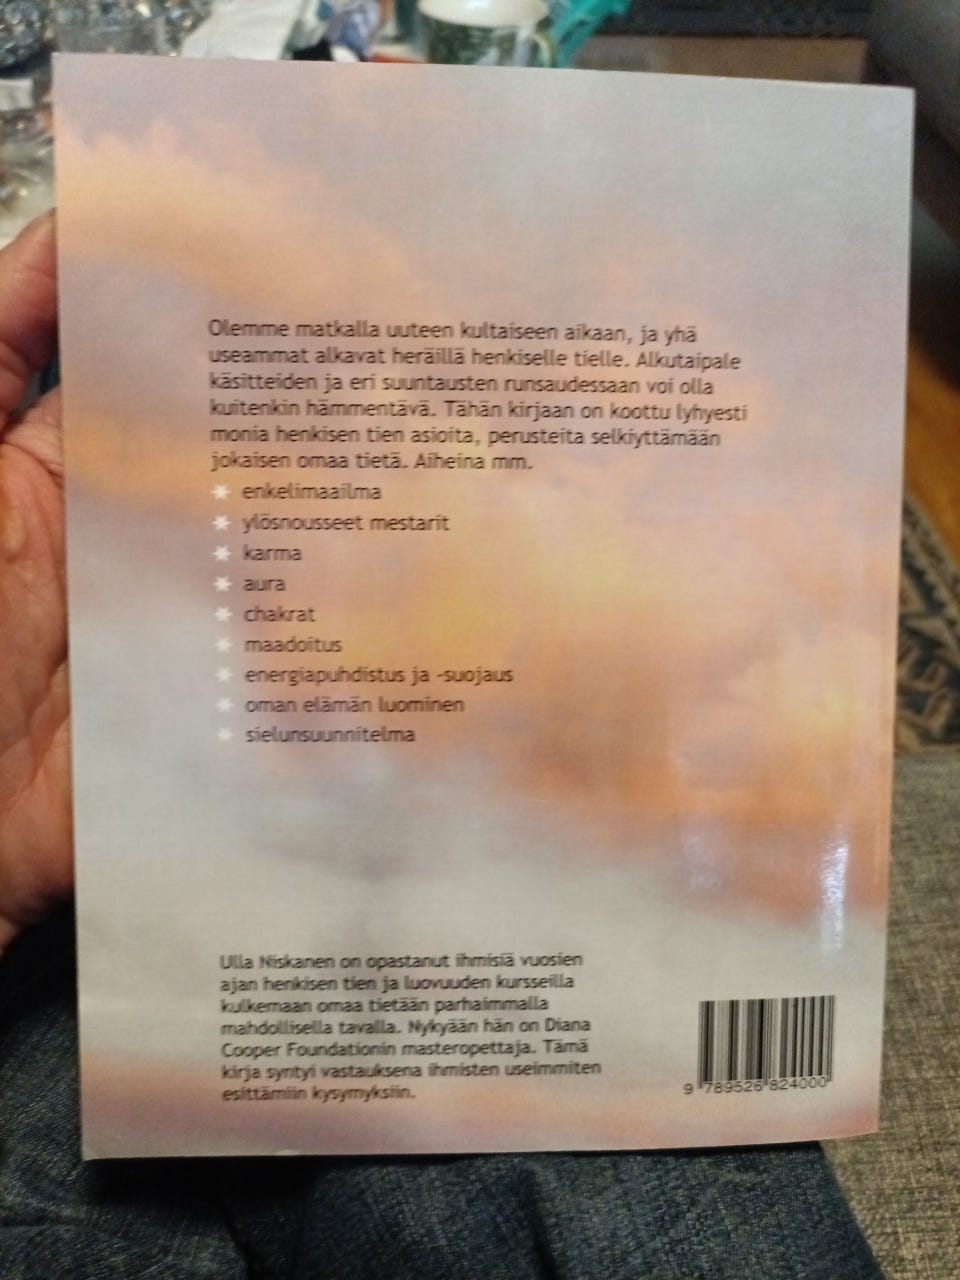 Olemme matkalla uuteen kultaiseen aikaan, ja yhä
useammat alkavat heräillä henkiselle tielle. Alkutaipale
käsitteiden ja eri suuntausten runsaudessaan voi olla
kuitenkin hämmentävä. Tähän kirjaan on koottu lyhyesti
monia henkisen tien asioita, perusteita selkiyttämään
jokaisen omaa tietä. Aiheina mm.
✱ enkelimaailma
✱ ylösnousseet mestarit
✱ karma
✱ aura
✱ chakrat
✱ maadoitus
✱ energiapuhdistus ja -suojaus
✱ oman elämän luominen
✱ sielunsuunnitelma
Ulla Niskanen on opastanut ihmisiä vuosien
ajan henkisen tien ja luovuuden kursseilla
kulkemaan omaa tietään parhaimmalla
mahdollisella tavalla. Nykyään hän on Diana
Cooper Foundationin masteropettaja. Tämä
kirja syntyi vastauksena ihmisten useimmiten
esittämiin kysymyksiin.
9 789526 824000